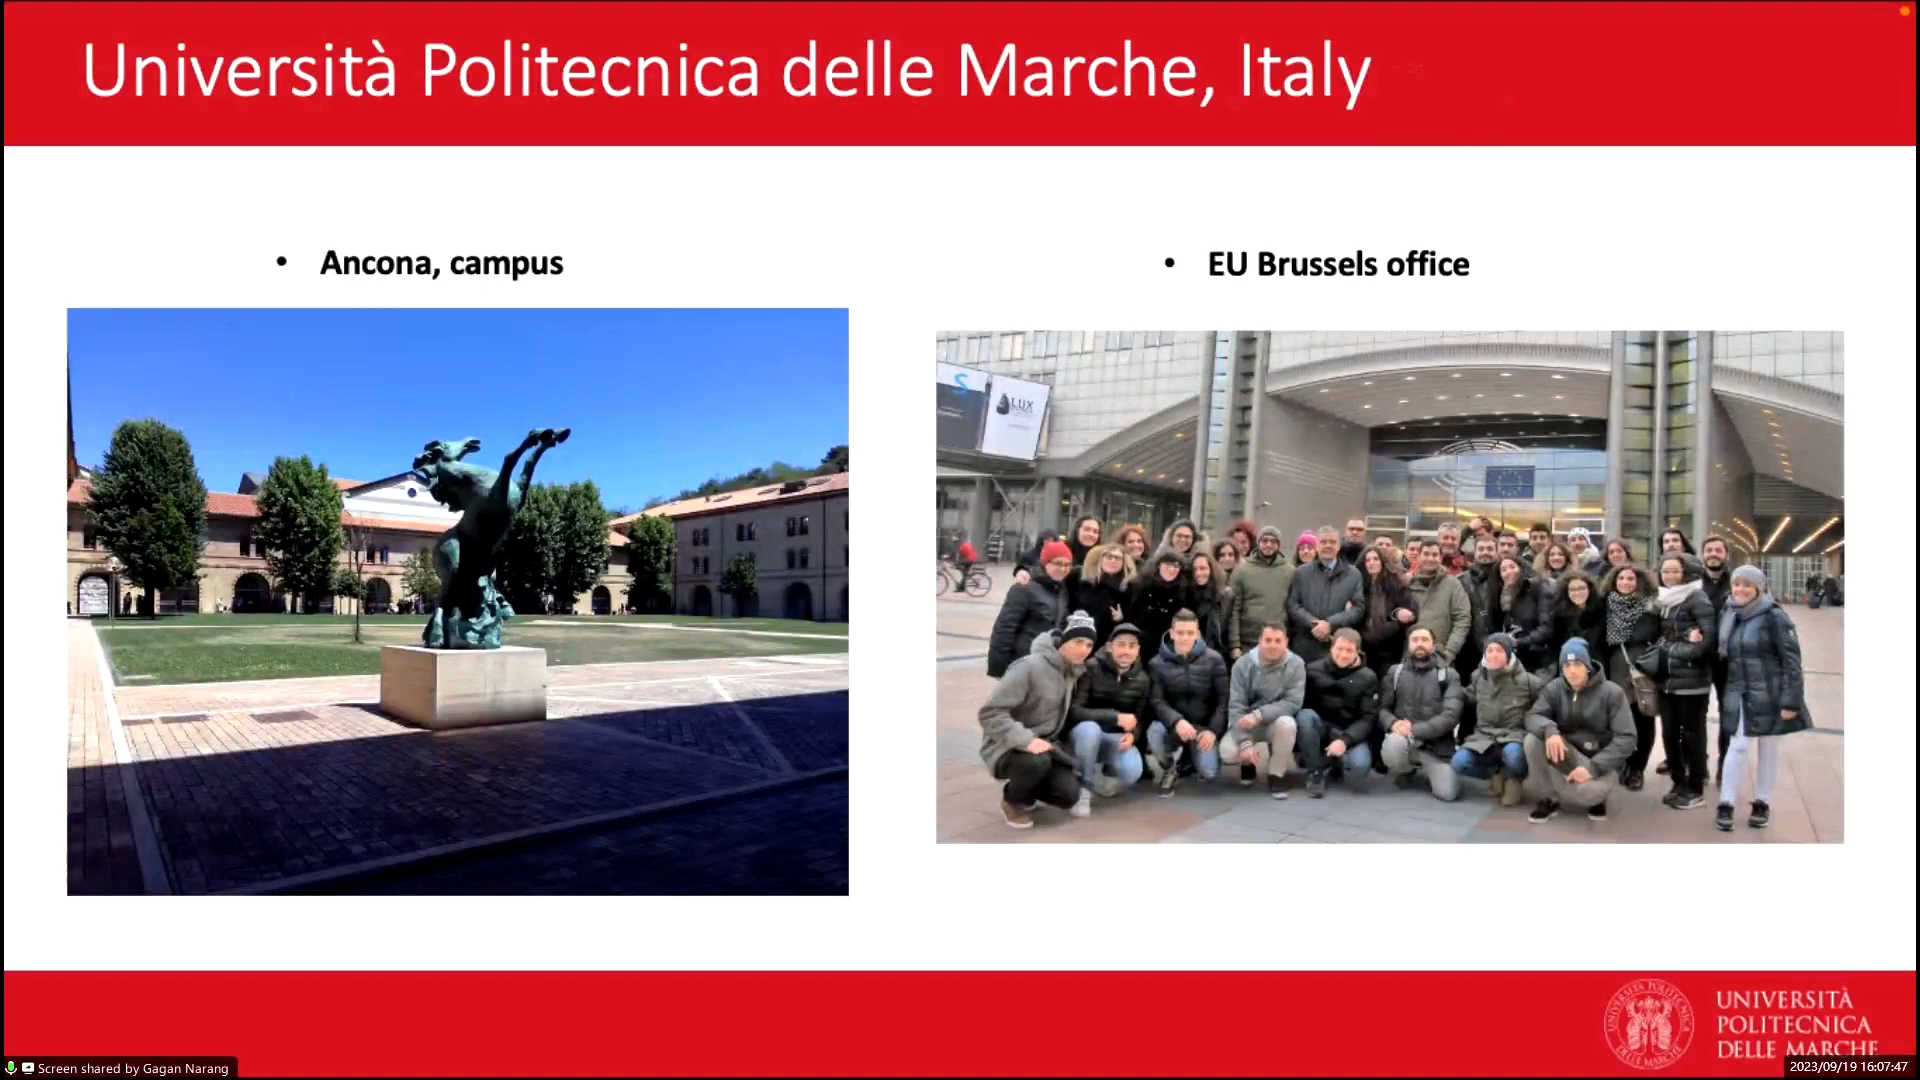 Università Politecnica delle Marche, Italy
• Ancona, campus
• EU Brussels office
LUX
UNIVERSITÀ
POLITECNICA
DELLE MARCHE
Screen shared by Gagan Narang
2023/09/19 16:07:47